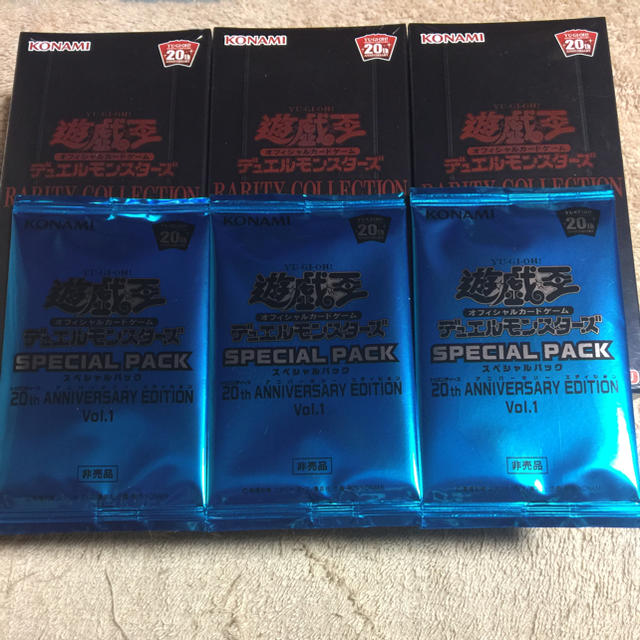 KONAMI
YU-GI-OH!
20th
ANNIVERSARY
YU-GI-OH!
遊戯王
オフィシャルカードゲーム
デュエルモンスターズ
RARITY COLLECTION
KONAMI
YU-GI-OH!
20th
ANNIVERSARY
YU-GI-OH!
遊戯王
オフィシャルカードゲーム
デュエルモンスターズ
RARITY COLLECTION
KONAMI
YU-GI-OH!
20th
ANNIVERSARY
YU-GI-OH!
遊戯王
オフィシャルカードゲーム
デュエルモンスターズ
RARITY COLLECTION
KONAMI
20th
YU-GI-OH!
遊戯王
オフィシャルカードゲーム
デュエルモンスターズ
SPECIAL PACK
スペシャルパック
20th ANNIVERSARY EDITION
Vol.1
非売品
KONAMI
20th
YU-GI-OH!
遊戯王
オフィシャルカードゲーム
デュエルモンスターズ
SPECIAL PACK
スペシャルパック
20th ANNIVERSARY EDITION
Vol.1
非売品
KONAMI
20th
YU-GI-OH!
遊戯王
オフィシャルカードゲーム
デュエルモンスターズ
SPECIAL PACK
スペシャルパック
20th ANNIVERSARY EDITION
Vol.1
非売品